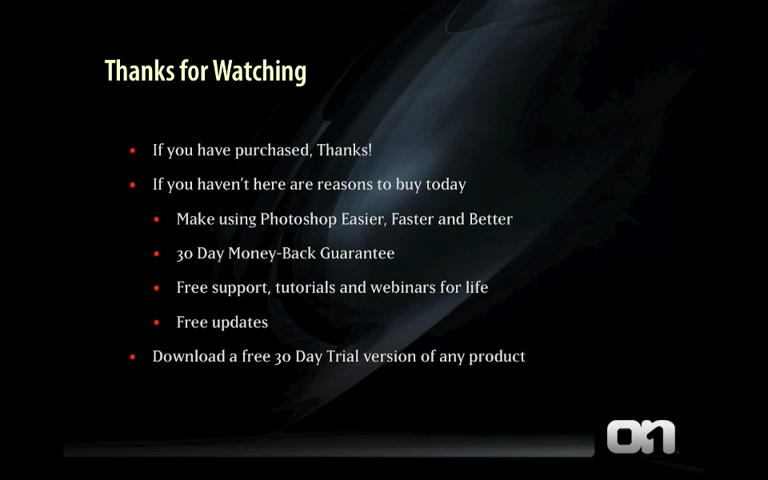 Thanks for Watching
If you have purchased, Thanks!
If you haven't here are reasons to buy today
Make using Photoshop Easier, Faster and Better
30 Day Money-Back Guarantee
Free support, tutorials and webinars for life
Free updates
Download a free 30 Day Trial version of any product
on